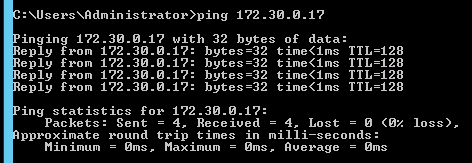 C:\Users\Administrator>ping 172.30.0.17
Pinging 172.30.0.17 with 32 bytes of data:
Reply from 172.30.0.17: bytes=32 time<1ms TTL=128
Reply from 172.30.0.17: bytes=32 time<1ms TTL=128
Reply from 172.30.0.17: bytes=32 time<1ms TTL=128
Reply from 172.30.0.17: bytes=32 time<1ms TTL=128
Ping statistics for 172.30.0.17:
Packets: Sent = 4, Received = 4, Lost = 0 (0% loss),
Approximate round trip times in milli-seconds:
Minimum = 0ms, Maximum = 0ms, Average = 0ms